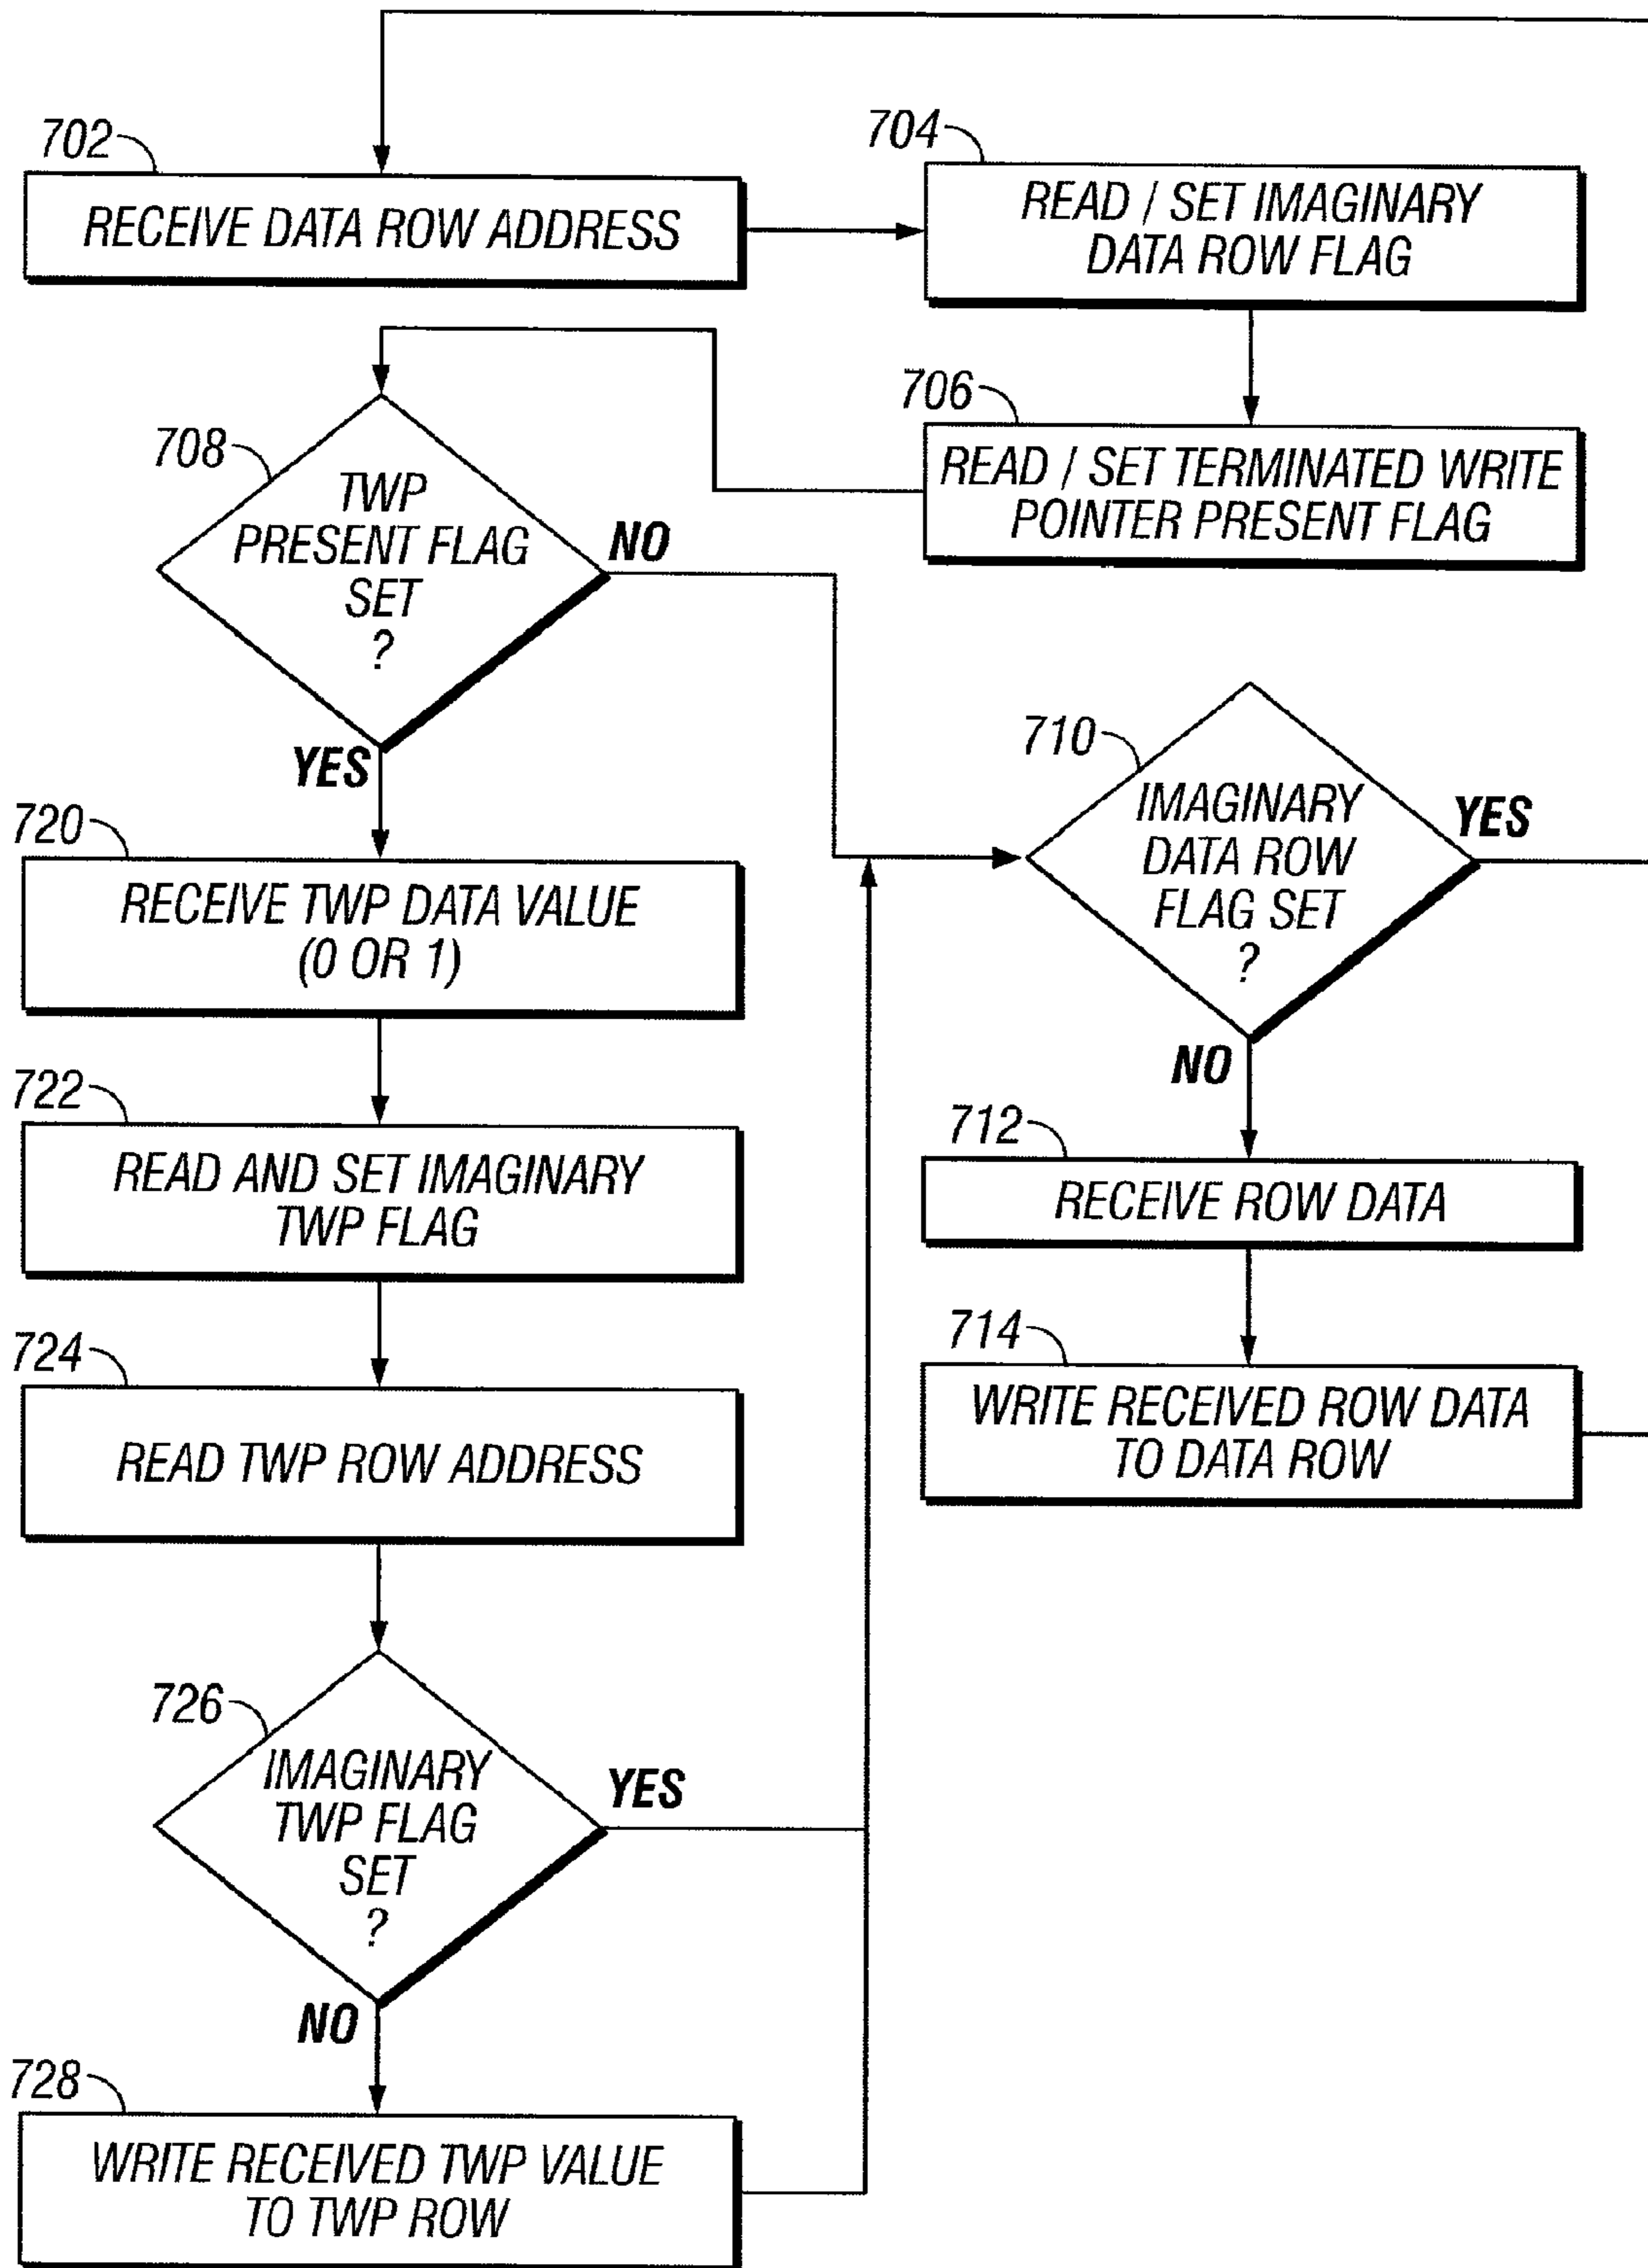 702
RECEIVE DATA ROW ADDRESS
704
READ / SET IMAGINARY
DATA ROW FLAG
706
READ / SET TERMINATED WRITE
POINTER PRESENT FLAG
708
TWP
PRESENT FLAG
SET
?
NO
YES
710
IMAGINARY
DATA ROW
FLAG SET
?
YES
NO
712
RECEIVE ROW DATA
714
WRITE RECEIVED ROW DATA
TO DATA ROW
720
RECEIVE TWP DATA VALUE
(0 OR 1)
722
READ AND SET IMAGINARY
TWP FLAG
724
READ TWP ROW ADDRESS
726
IMAGINARY
TWP FLAG
SET
?
YES
NO
728
WRITE RECEIVED TWP VALUE
TO TWP ROW